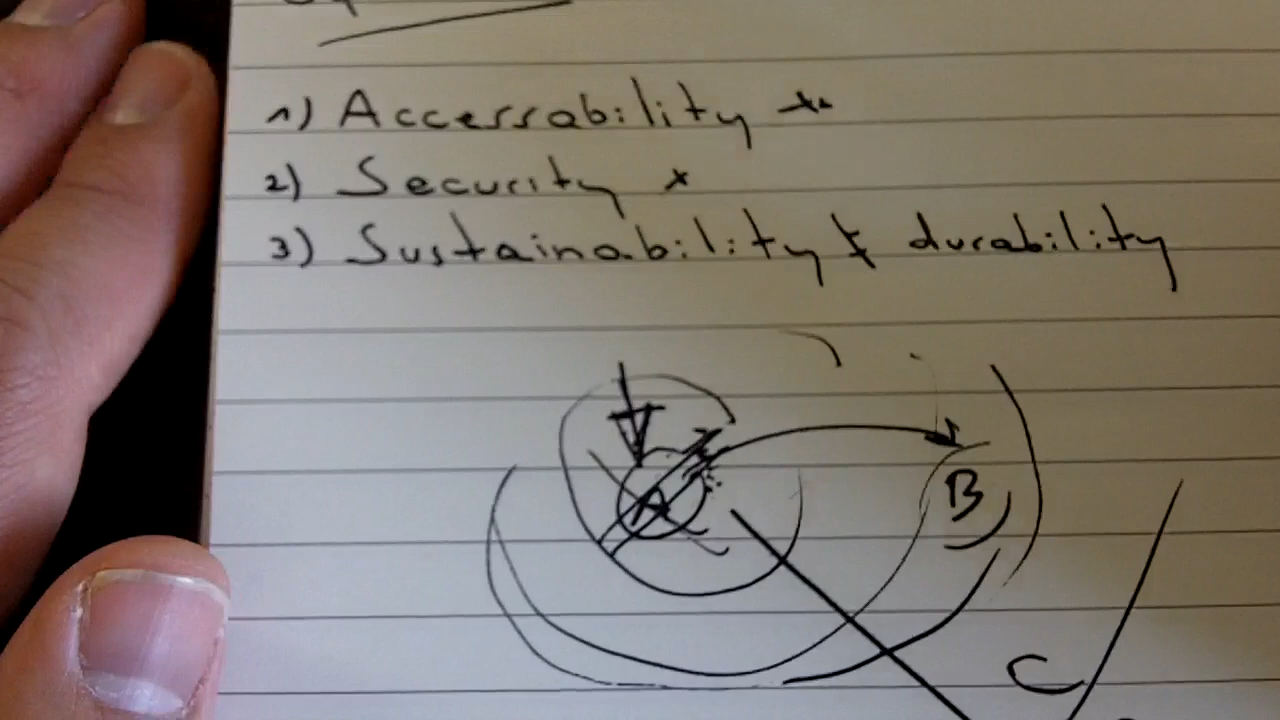 1) Accessability **
2) Security *
3) Sustainability & durability
A
B
C